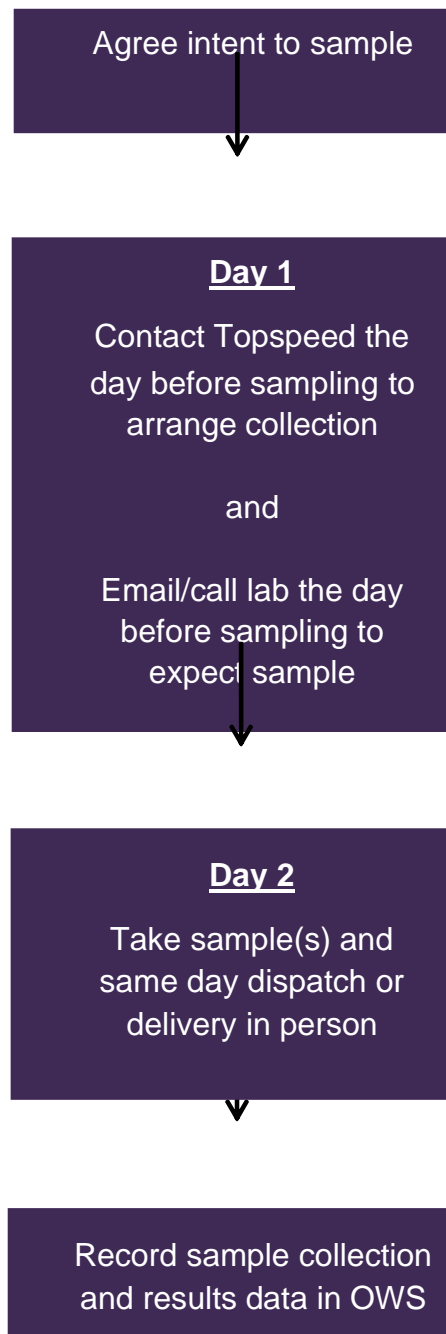 Agree intent to sample
Day 1
Contact Topspeed the
day before sampling to
arrange collection
and
Email/call lab the day
before sampling to
expect sample
Day 2
Take sample(s) and
same day dispatch or
delivery in person
Record sample collection
and results data in OWS